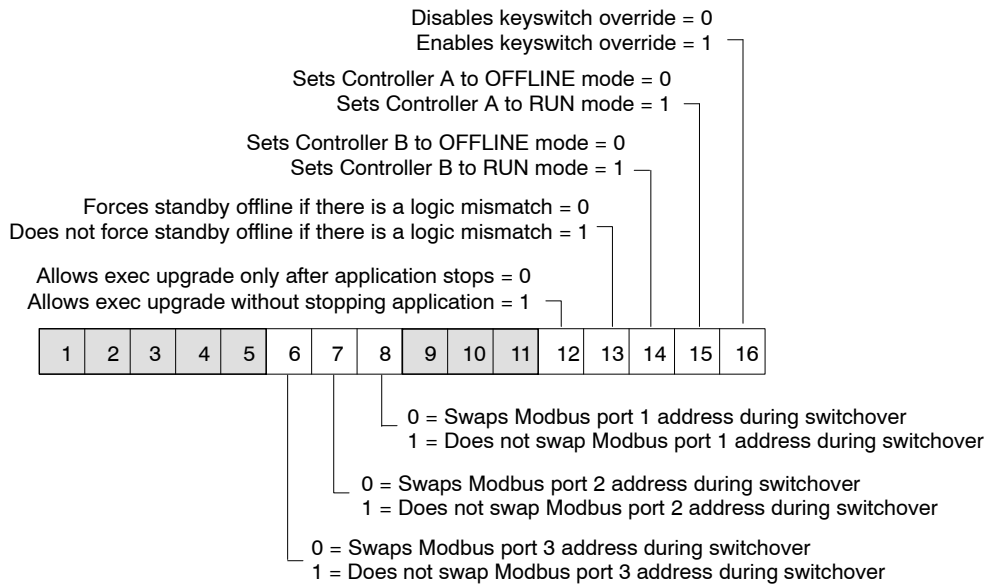 Disables keyswitch override = 0
Enables keyswitch override = 1
Sets Controller A to OFFLINE mode = 0
Sets Controller A to RUN mode = 1
Sets Controller B to OFFLINE mode = 0
Sets Controller B to RUN mode = 1
Forces standby offline if there is a logic mismatch = 0
Does not force standby offline if there is a logic mismatch = 1
Allows exec upgrade only after application stops = 0
Allows exec upgrade without stopping application = 1
1 2 3 4 5 6 7 8 9 10 11 12 13 14 15 16
0 = Swaps Modbus port 1 address during switchover
1 = Does not swap Modbus port 1 address during switchover
0 = Swaps Modbus port 2 address during switchover
1 = Does not swap Modbus port 2 address during switchover
0 = Swaps Modbus port 3 address during switchover
1 = Does not swap Modbus port 3 address during switchover